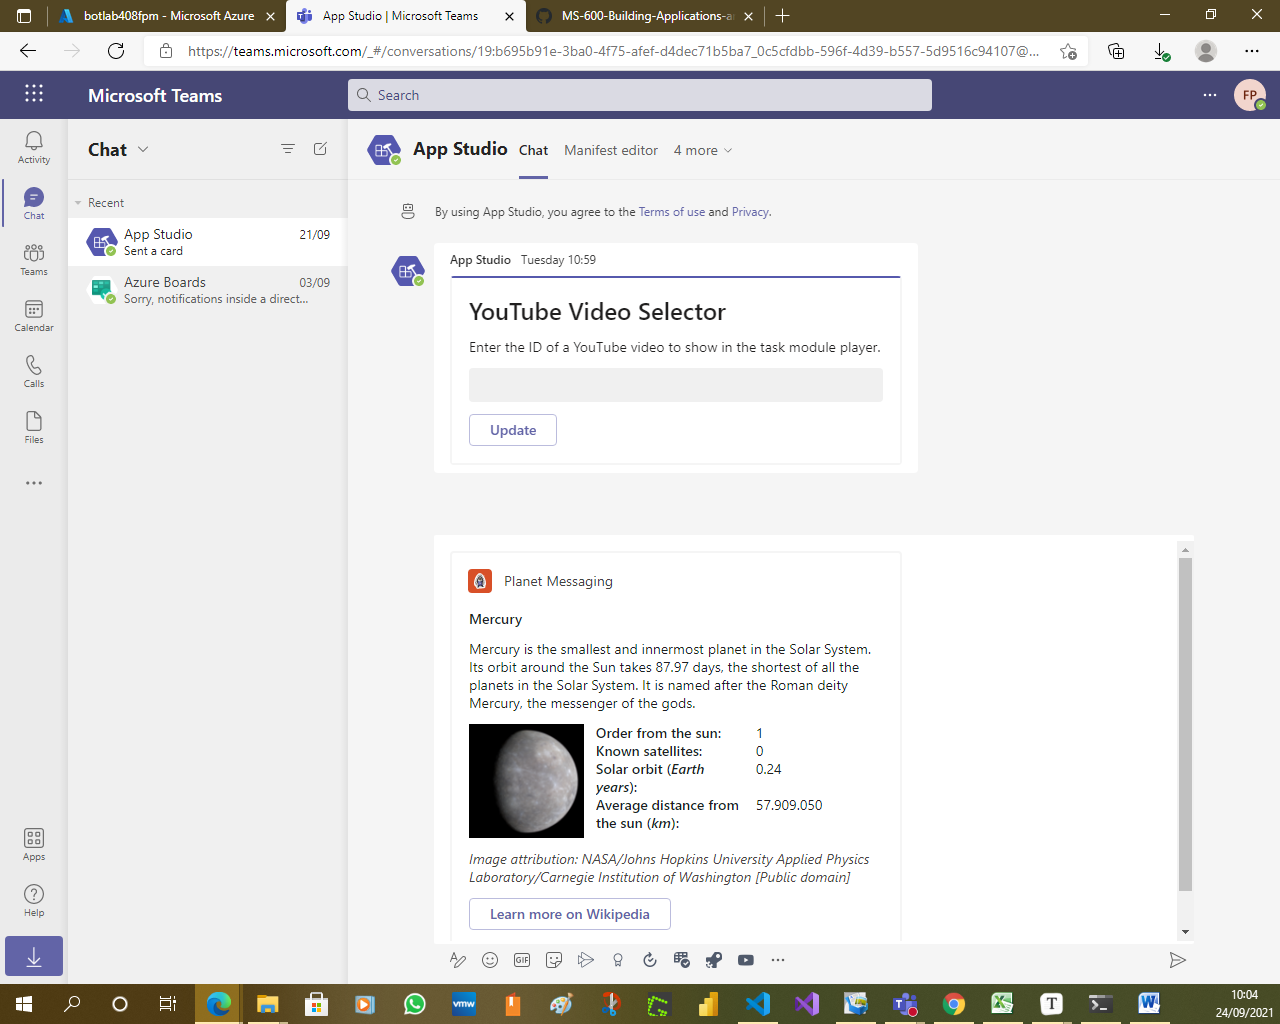 botlab408fpm - Microsoft Azure
App Studio | Microsoft Teams
MS-600-Building-Applications-an
https://teams.microsoft.com/_#/conversations/19:b695b91e-3ba0-4f75-afef-d4dec71b5ba7_0c5cfdbb-596f-4d39-b557-5d9516c94107@...
Microsoft Teams
Search
FP
Activity
Chat
Teams
Calendar
Calls
Files
Apps
Help
Chat
Recent
App Studio 21/09
Sent a card
Azure Boards 03/09
Sorry, notifications inside a direct...
App Studio Chat Manifest editor 4 more
By using App Studio, you agree to the Terms of use and Privacy.
App Studio Tuesday 10:59
YouTube Video Selector
Enter the ID of a YouTube video to show in the task module player.
Update
Planet Messaging
Mercury
Mercury is the smallest and innermost planet in the Solar System.
Its orbit around the Sun takes 87.97 days, the shortest of all the
planets in the Solar System. It is named after the Roman deity
Mercury, the messenger of the gods.
Order from the sun: 1
Known satellites: 0
Solar orbit (Earth 0.24
years):
Average distance from 57.909.050
the sun (km):
Image attribution: NASA/Johns Hopkins University Applied Physics
Laboratory/Carnegie Institution of Washington [Public domain]
Learn more on Wikipedia
GIF
vmw
T
W
10:04
24/09/2021